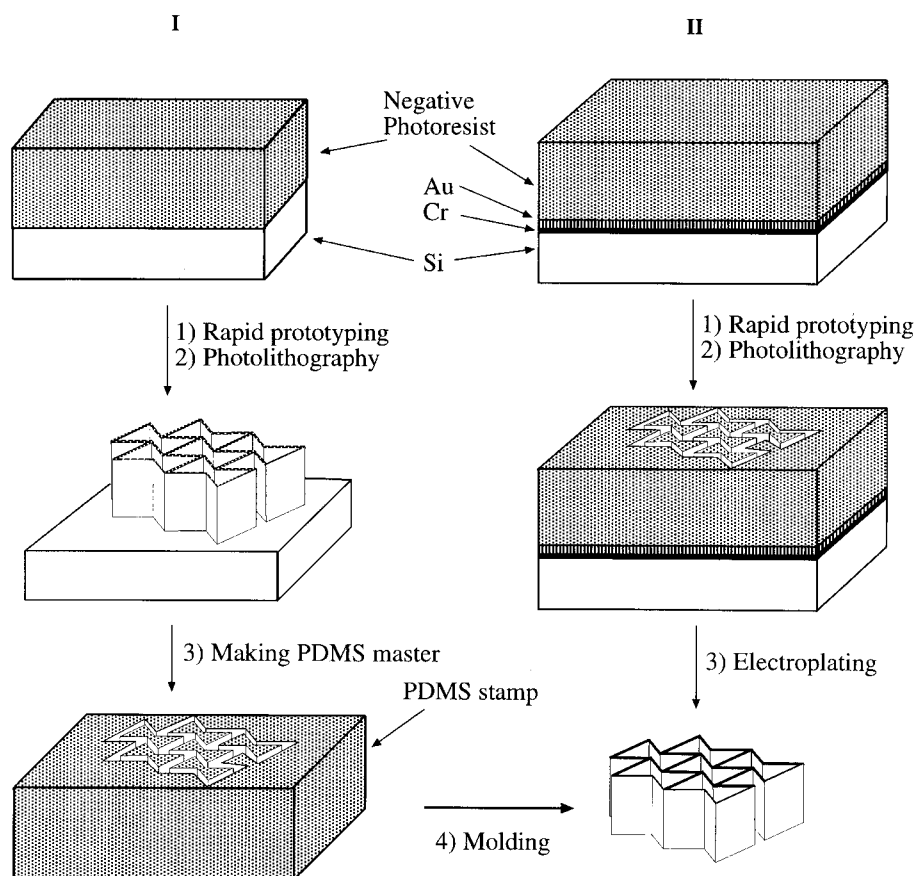 I
II
Negative
Photoresist
Au
Cr
Si
1) Rapid prototyping
2) Photolithography
1) Rapid prototyping
2) Photolithography
3) Making PDMS master
3) Electroplating
PDMS stamp
4) Molding